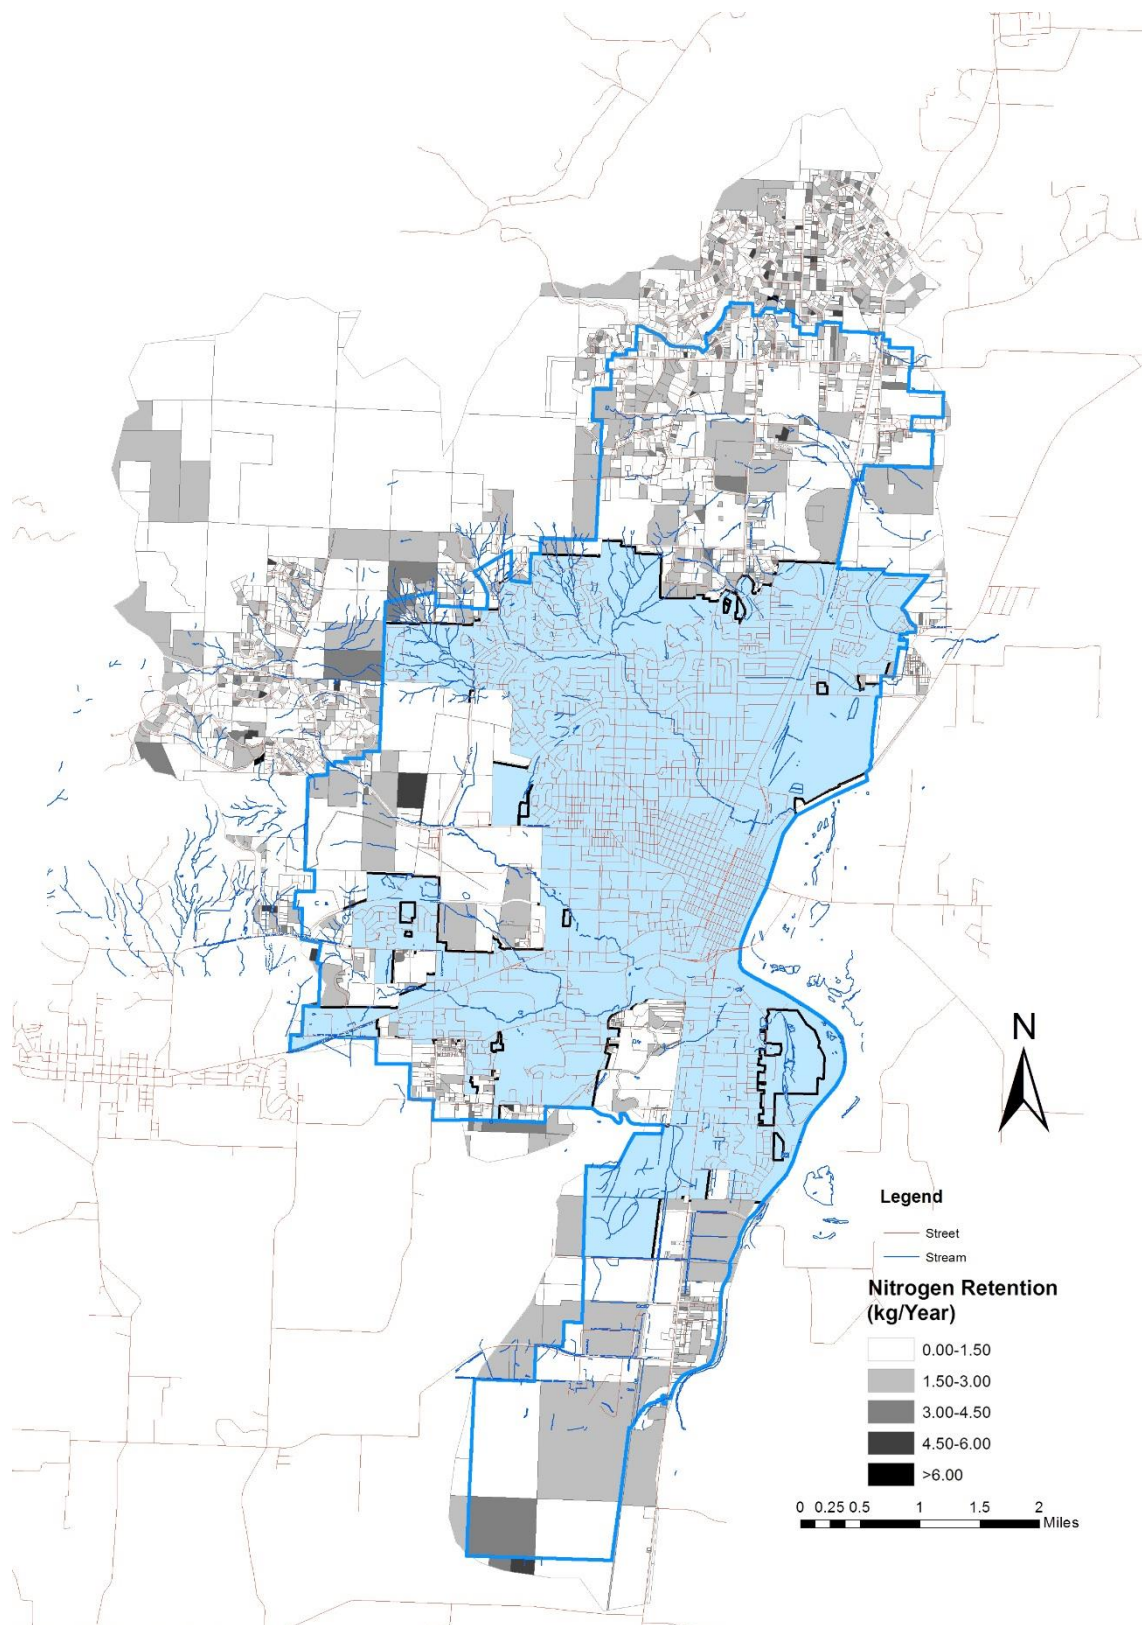 N
Legend
Street
Stream
Nitrogen Retention
(kg/Year)
0.00-1.50
1.50-3.00
3.00-4.50
4.50-6.00
>6.00
0 0.25 0.5 1 1.5 2
Miles